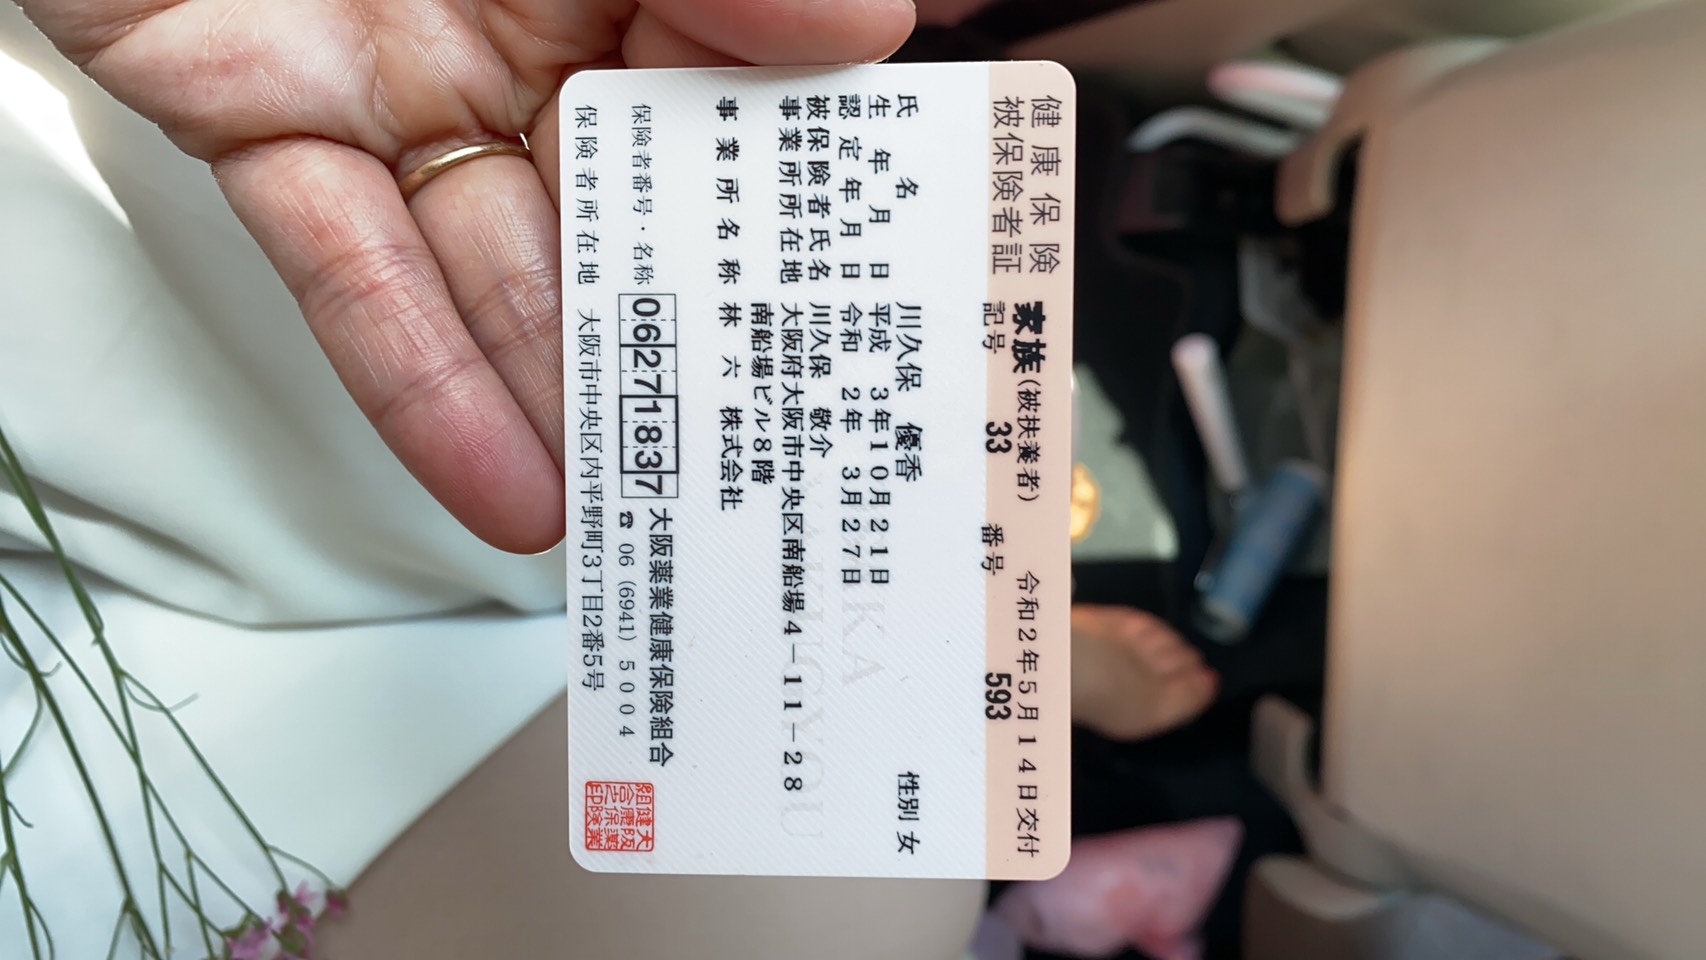 健康保険 家族(被扶養者) 令和2年5月14日交付
被保険者証 記号 33 番号 593
氏名 川久保 優香 性別 女
生年月日 平成 3年10月21日
認定年月日 令和 2年 3月27日
被保険者氏名 川久保 敬介
事業所所在地 大阪府大阪市中央区南船場4-11-28
南船場ビル8階
事業所名称 林六 株式会社
保険者番号・名称 06271837 大阪薬業健康保険組合
☎ 06 (6941) 5004
保険者所在地 大阪市中央区内平野町3丁目2番5号